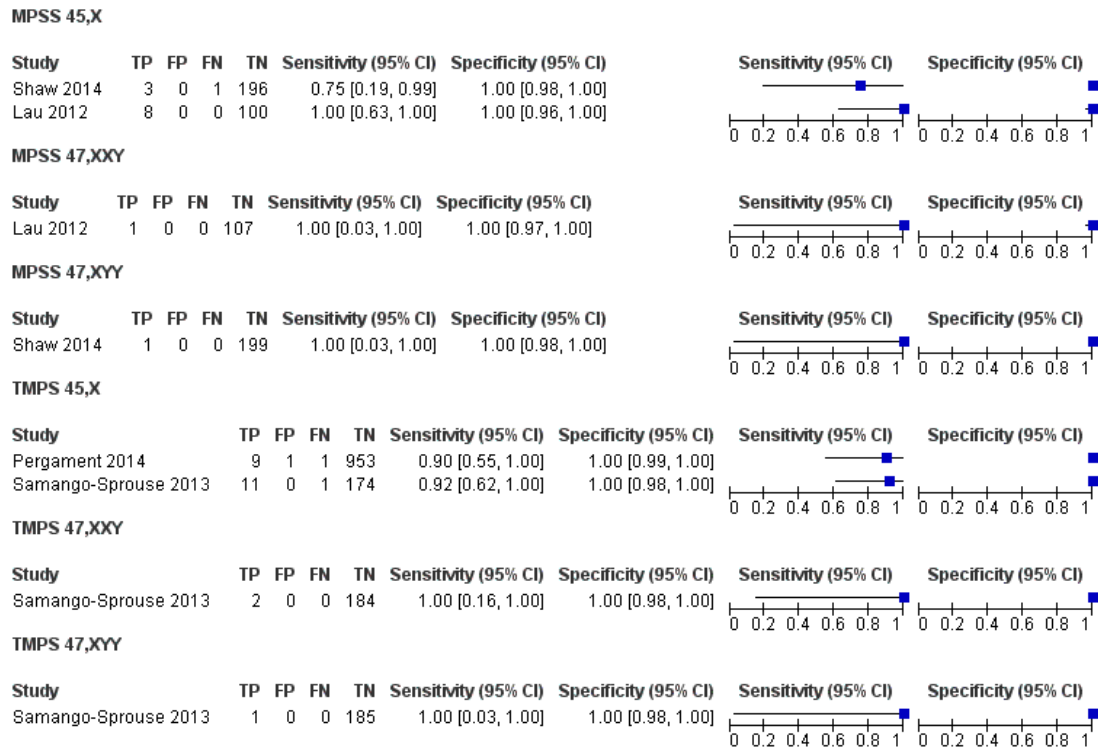 MPSS 45,X
Study TP FP FN TN Sensitivity (95% CI) Specificity (95% CI) Sensitivity (95% CI) Specificity (95% CI)
Shaw 2014 3 0 1 196 0.75 [0.19, 0.99] 1.00 [0.98, 1.00]
Lau 2012 8 0 0 100 1.00 [0.63, 1.00] 1.00 [0.96, 1.00]
0 0.2 0.4 0.6 0.8 1 0 0.2 0.4 0.6 0.8 1
MPSS 47,XXY
Study TP FP FN TN Sensitivity (95% CI) Specificity (95% CI) Sensitivity (95% CI) Specificity (95% CI)
Lau 2012 1 0 0 107 1.00 [0.03, 1.00] 1.00 [0.97, 1.00]
0 0.2 0.4 0.6 0.8 1 0 0.2 0.4 0.6 0.8 1
MPSS 47,XYY
Study TP FP FN TN Sensitivity (95% CI) Specificity (95% CI) Sensitivity (95% CI) Specificity (95% CI)
Shaw 2014 1 0 0 199 1.00 [0.03, 1.00] 1.00 [0.98, 1.00]
0 0.2 0.4 0.6 0.8 1 0 0.2 0.4 0.6 0.8 1
TMPS 45,X
Study TP FP FN TN Sensitivity (95% CI) Specificity (95% CI) Sensitivity (95% CI) Specificity (95% CI)
Pergament 2014 9 1 1 953 0.90 [0.55, 1.00] 1.00 [0.99, 1.00]
Samango-Sprouse 2013 11 0 1 174 0.92 [0.62, 1.00] 1.00 [0.98, 1.00]
0 0.2 0.4 0.6 0.8 1 0 0.2 0.4 0.6 0.8 1
TMPS 47,XXY
Study TP FP FN TN Sensitivity (95% CI) Specificity (95% CI) Sensitivity (95% CI) Specificity (95% CI)
Samango-Sprouse 2013 2 0 0 184 1.00 [0.16, 1.00] 1.00 [0.98, 1.00]
0 0.2 0.4 0.6 0.8 1 0 0.2 0.4 0.6 0.8 1
TMPS 47,XYY
Study TP FP FN TN Sensitivity (95% CI) Specificity (95% CI) Sensitivity (95% CI) Specificity (95% CI)
Samango-Sprouse 2013 1 0 0 185 1.00 [0.03, 1.00] 1.00 [0.98, 1.00]
0 0.2 0.4 0.6 0.8 1 0 0.2 0.4 0.6 0.8 1